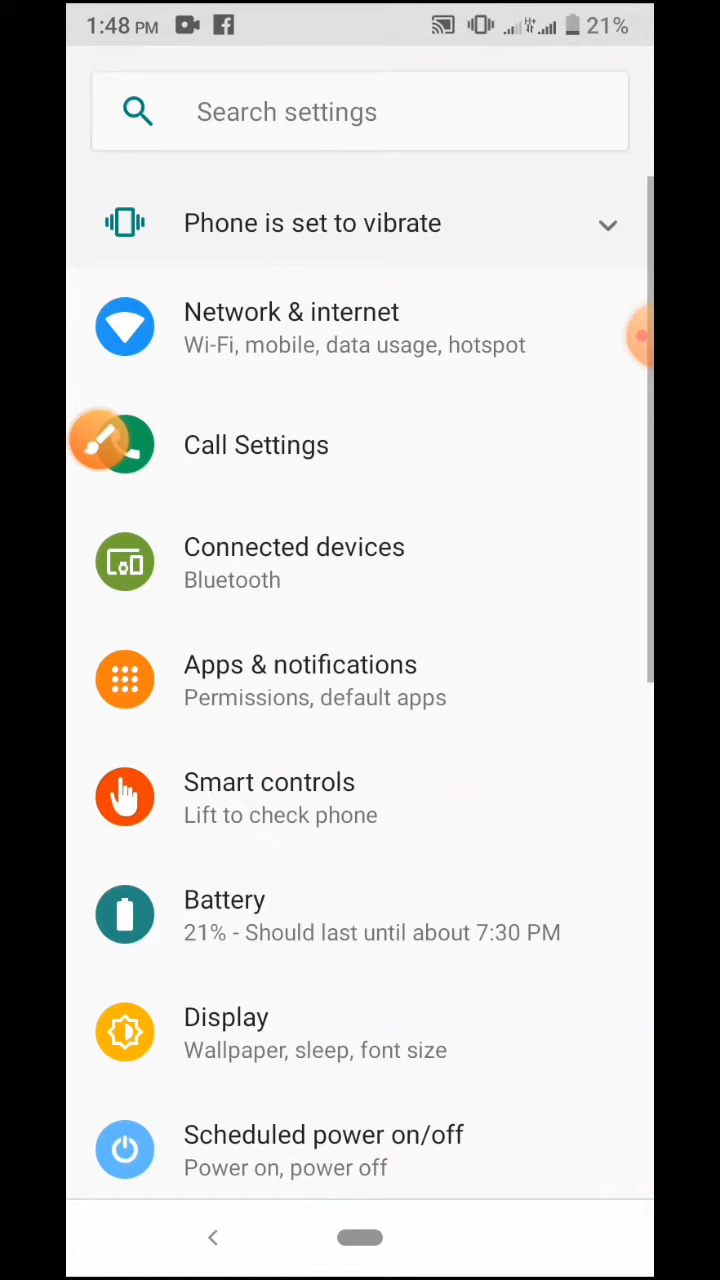 1:48 PM
21%
Search settings
Phone is set to vibrate
Network & internet
Wi-Fi, mobile, data usage, hotspot
Call Settings
Connected devices
Bluetooth
Apps & notifications
Permissions, default apps
Smart controls
Lift to check phone
Battery
21% - Should last until about 7:30 PM
Display
Wallpaper, sleep, font size
Scheduled power on/off
Power on, power off